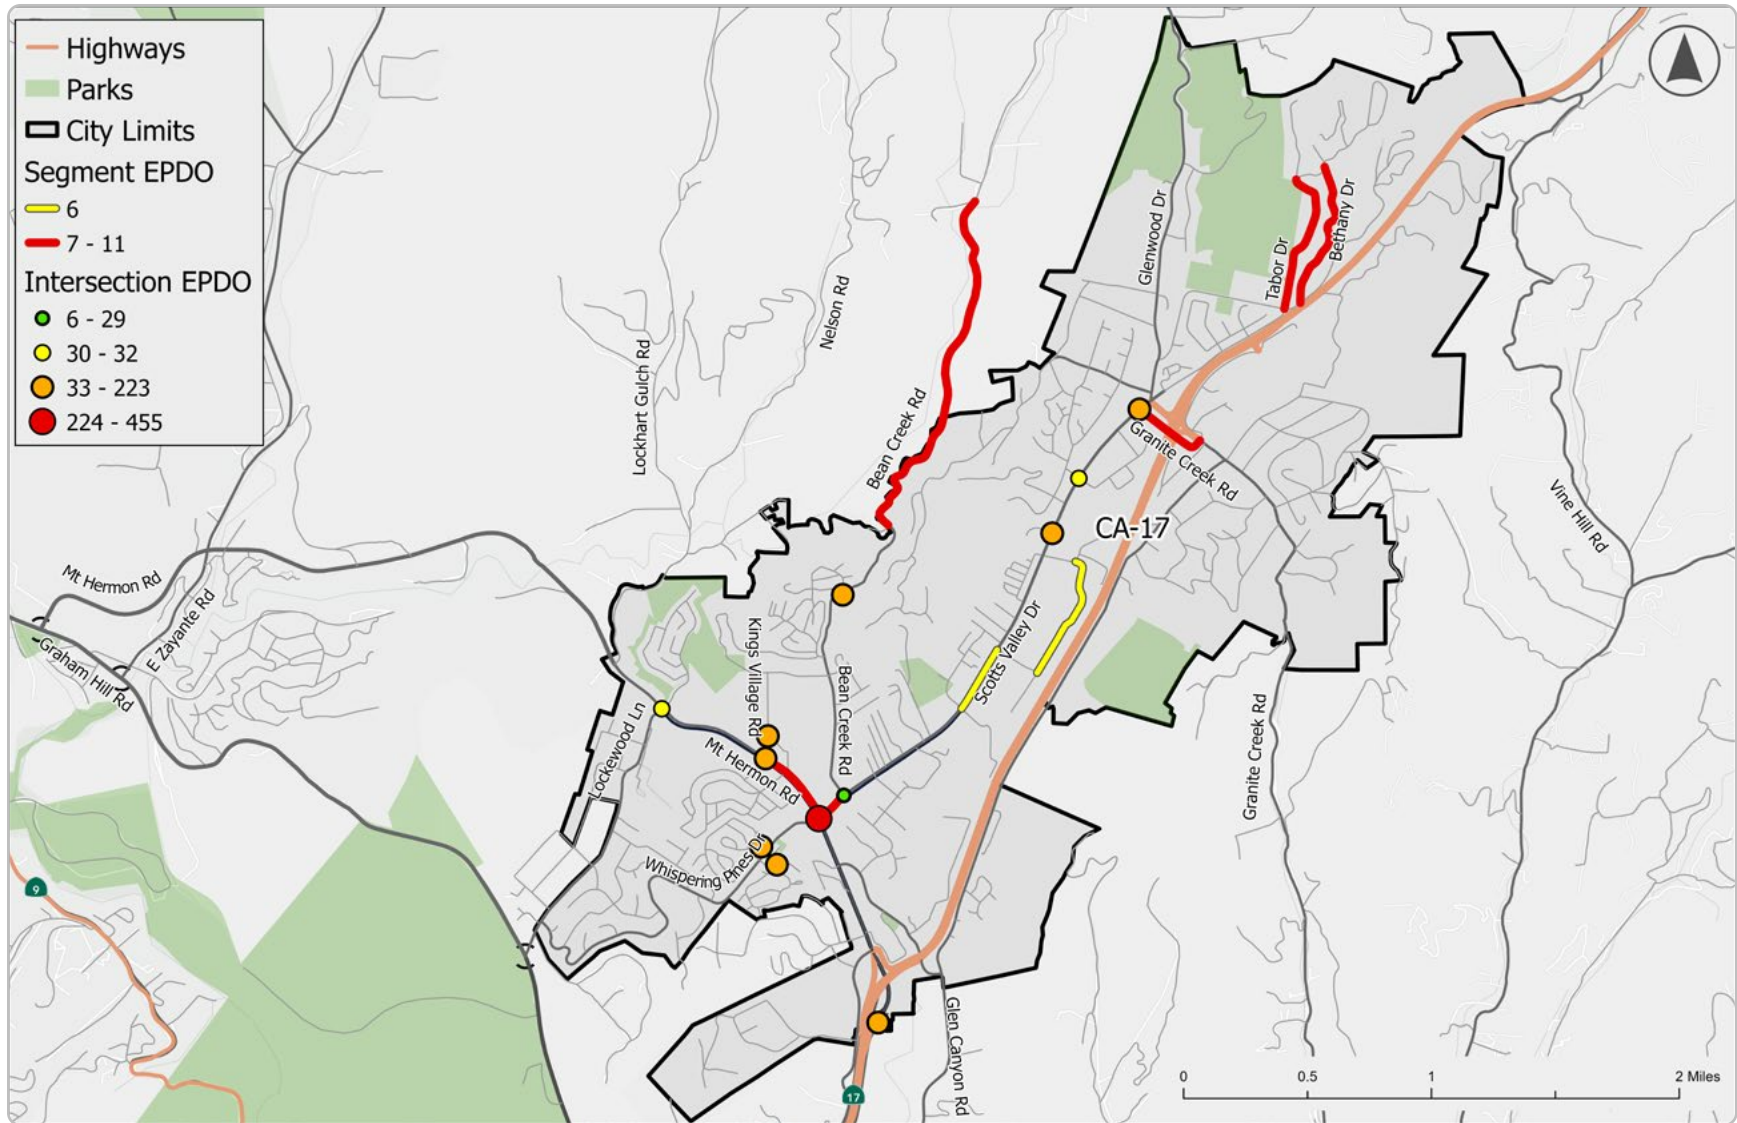 Highways
Parks
City Limits
Segment EPDO
6
7 - 11
Intersection EPDO
6 - 29
30 - 32
33 - 223
224 - 455
Glenwood Dr
Tabor Dr
Bethany Dr
Nelson Rd
Lockhart Gulch Rd
Bean Creek Rd
Granite Creek Rd
CA-17
Vine Hill Rd
Mt Hermon Rd
E Zayante Rd
Graham Hill Rd
Kings Village Rd
Bean Creek Rd
Scotts Valley Dr
Lockewood Ln
Mt Hermon Rd
Granite Creek Rd
Whispering Pines Dr
9
Glen Canyon Rd
17
0 0.5 1 2 Miles